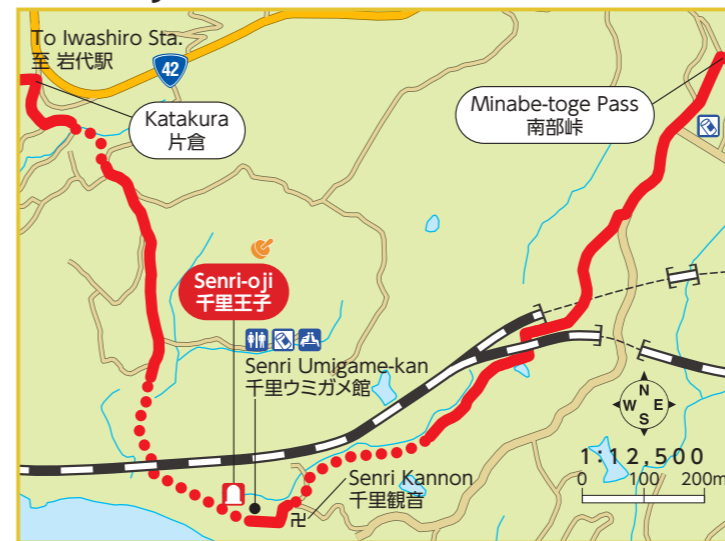 To Iwashiro Sta.
至 岩代駅
42
Katakura
片倉
Minabe-toge Pass
南部峠
Senri-oji
千里王子
Senri Umigame-kan
千里ウミガメ館
N
W E
S
1:12,500
0 100 200m
Senri Kannon
千里観音
卍